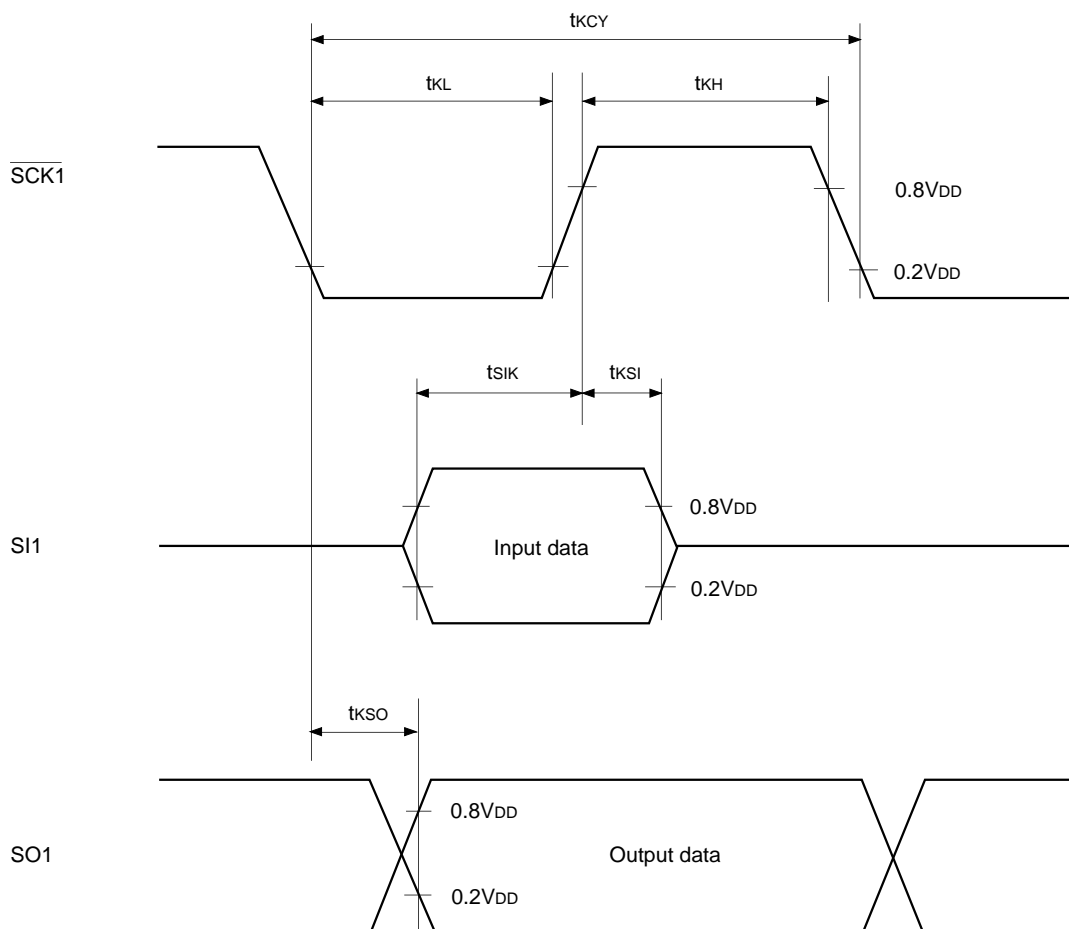 tKCY
tKL
tKH
SCK1
0.8VDD
0.2VDD
tSIK
tKSI
0.8VDD
SI1
Input data
0.2VDD
tKSO
0.8VDD
SO1
Output data
0.2VDD